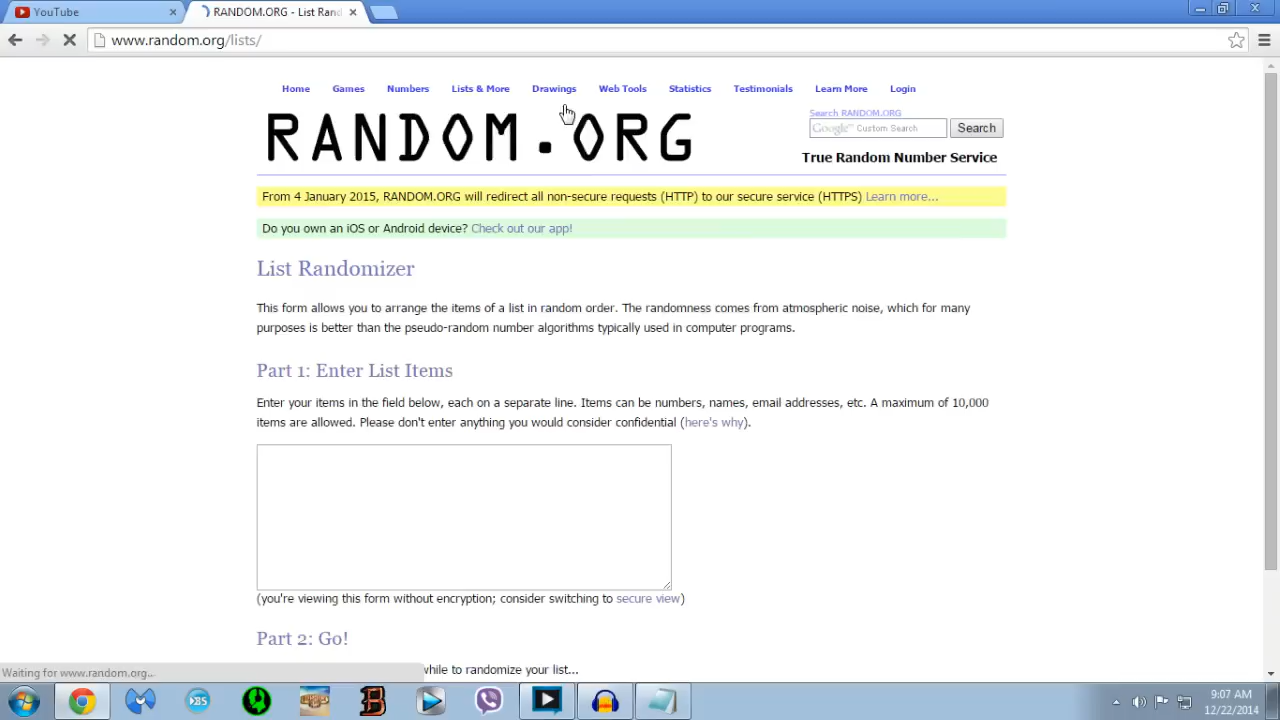 YouTube
RANDOM.ORG - List Rand
www.random.org/lists/
Home Games Numbers Lists & More Drawings Web Tools Statistics Testimonials Learn More Login
RANDOM.ORG
Search RANDOM.ORG
Google™ Custom Search
Search
True Random Number Service
From 4 January 2015, RANDOM.ORG will redirect all non-secure requests (HTTP) to our secure service (HTTPS) Learn more...
Do you own an iOS or Android device? Check out our app!
List Randomizer
This form allows you to arrange the items of a list in random order. The randomness comes from atmospheric noise, which for many
purposes is better than the pseudo-random number algorithms typically used in computer programs.
Part 1: Enter List Items
Enter your items in the field below, each on a separate line. Items can be numbers, names, email addresses, etc. A maximum of 10,000
items are allowed. Please don't enter anything you would consider confidential (here's why).
(you're viewing this form without encryption; consider switching to secure view)
Part 2: Go!
while to randomize your list...
Waiting for www.random.org...
BS
B
9:07 AM
12/22/2014